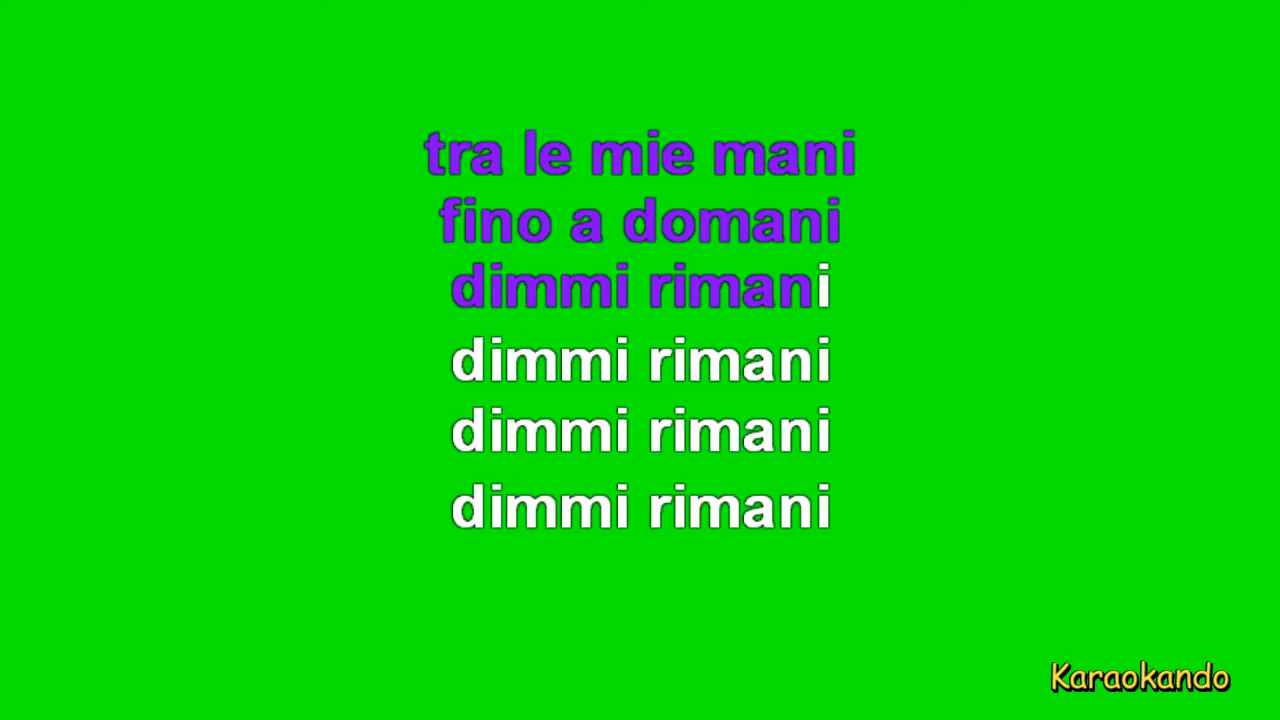 tra le mie mani
fino a domani
dimmi rimani
dimmi rimani
dimmi rimani
dimmi rimani
Karaokando